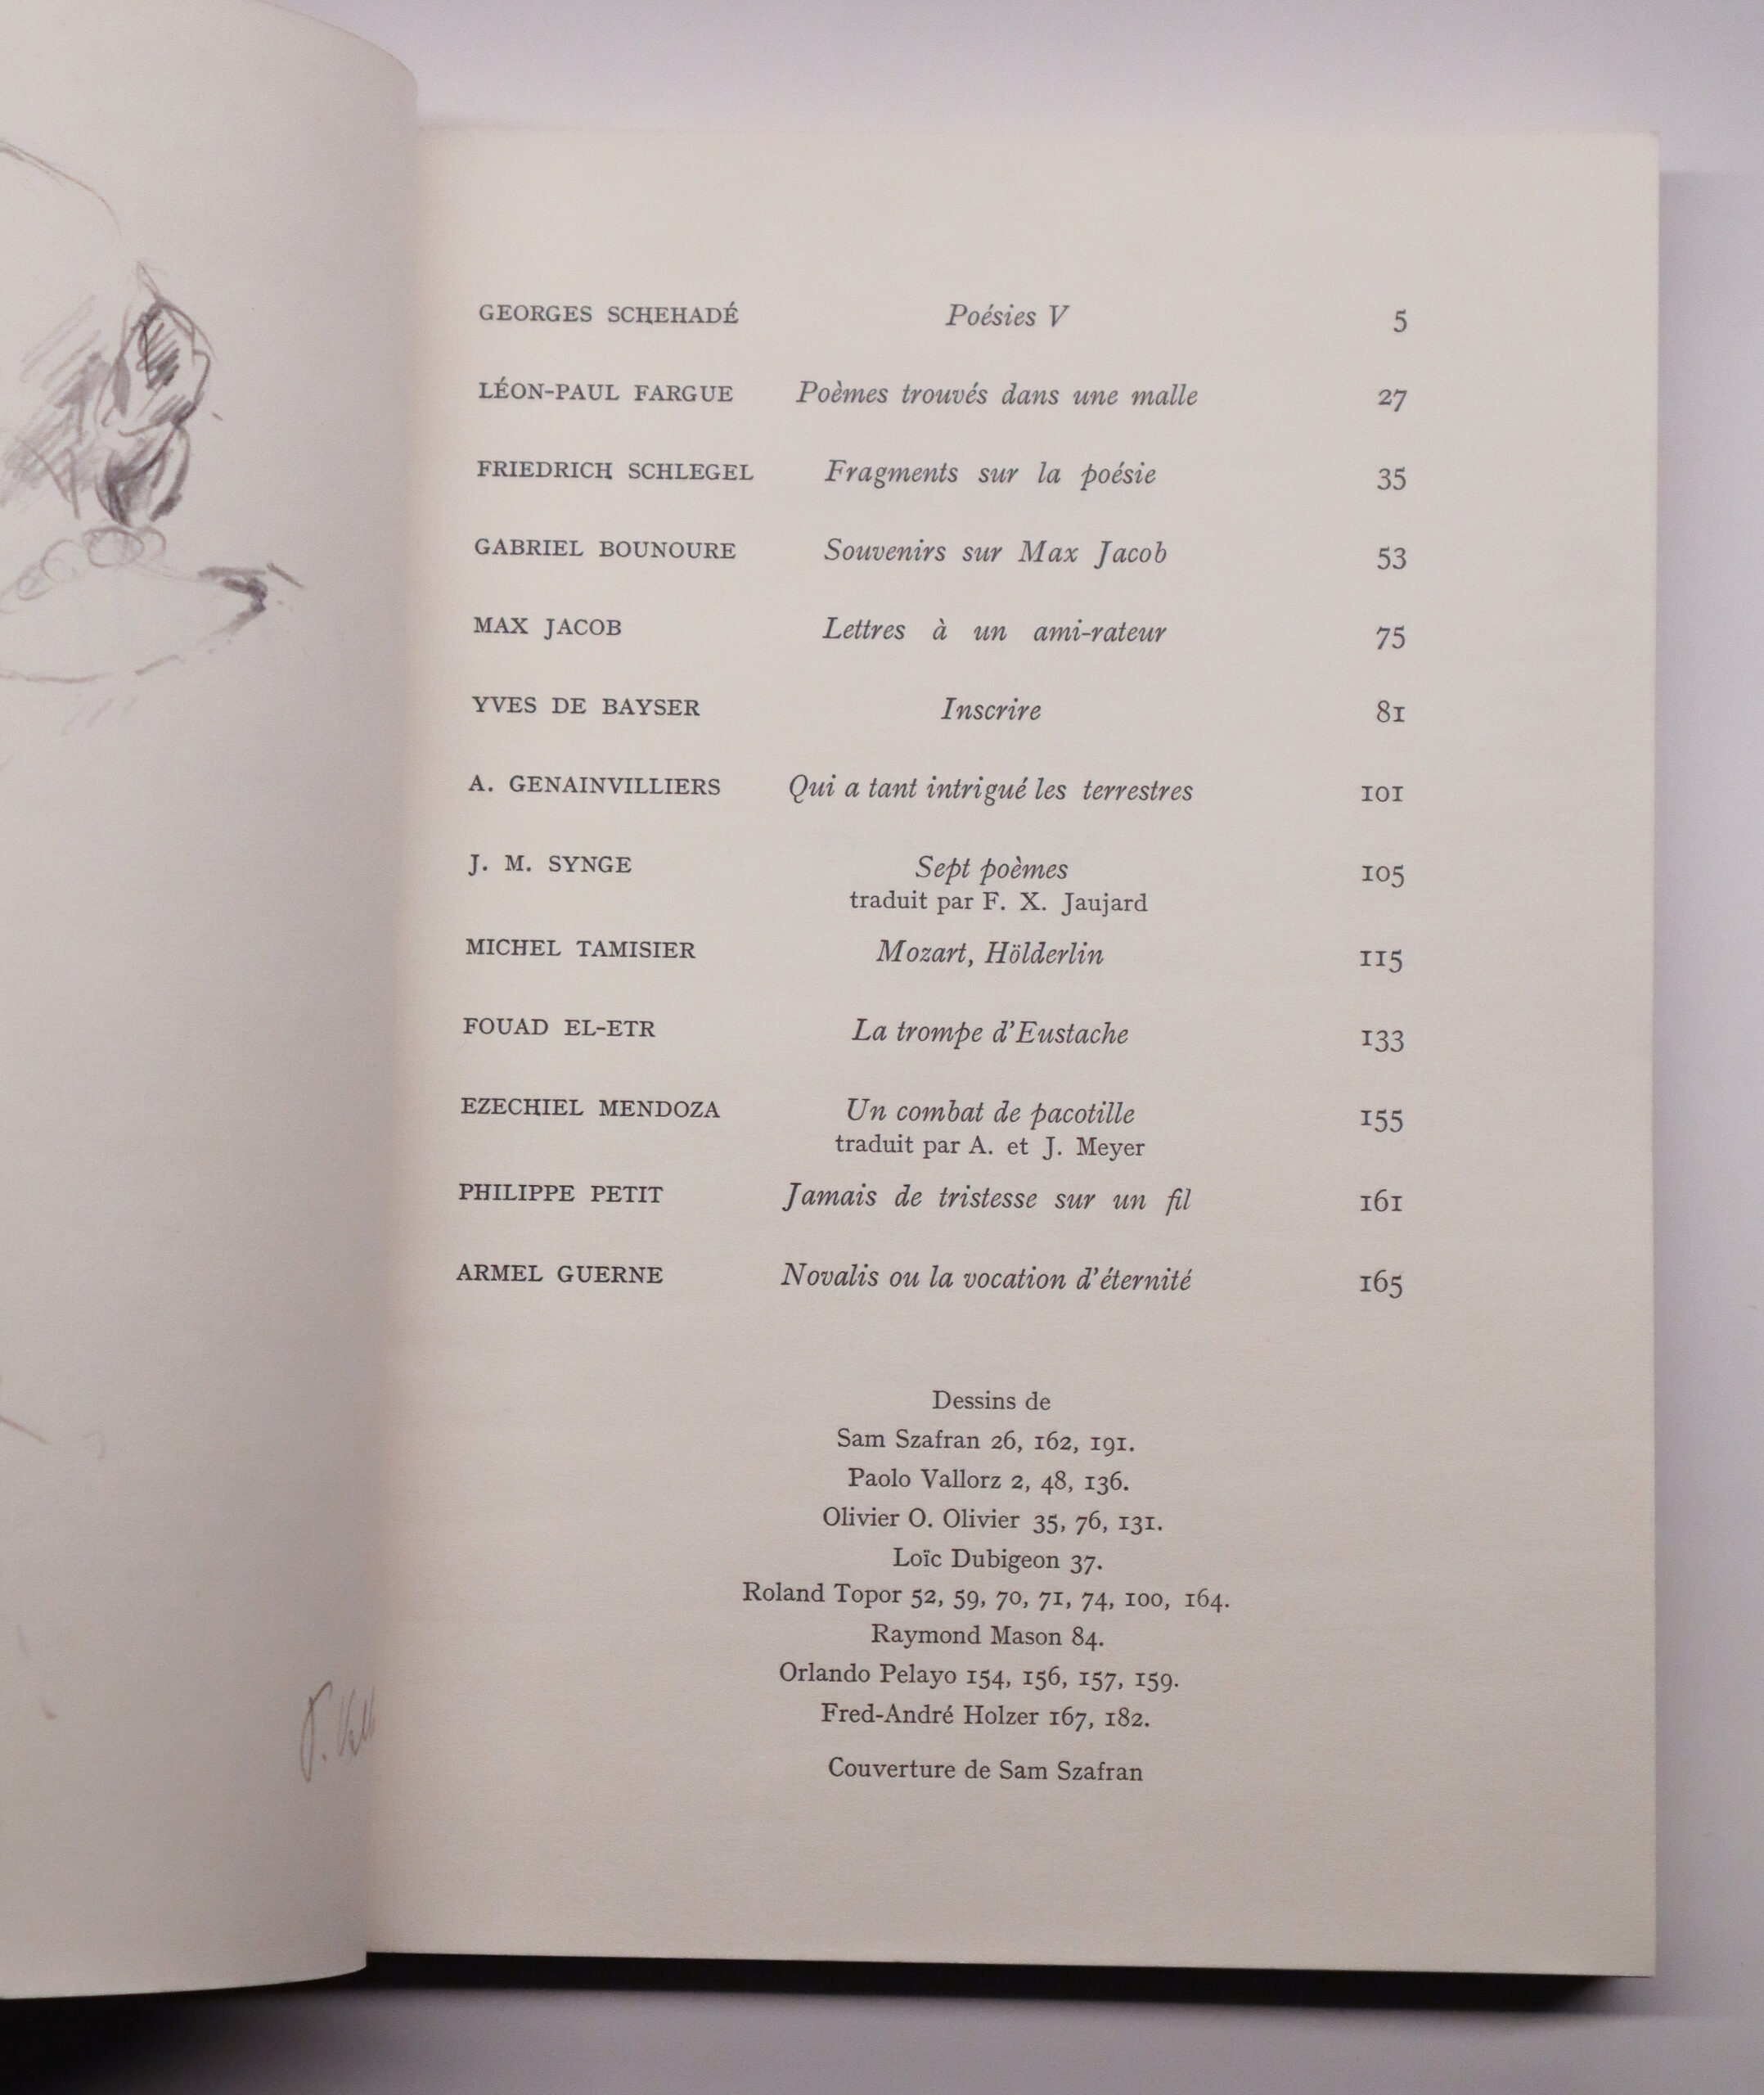 GEORGES SCHEHADÉ Poésies V 5
LÉON-PAUL FARGUE Poèmes trouvés dans une malle 27
FRIEDRICH SCHLEGEL Fragments sur la poésie 35
GABRIEL BOUNOURE Souvenirs sur Max Jacob 53
MAX JACOB Lettres à un ami-rateur 75
YVES DE BAYSER Inscrire 81
A. GENAINVILLIERS Qui a tant intrigué les terrestres 101
J. M. SYNGE Sept poèmes 105
traduit par F. X. Jaujard
MICHEL TAMISIER Mozart, Hölderlin 115
FOUAD EL-ETR La trompe d'Eustache 133
EZECHIEL MENDOZA Un combat de pacotille 155
traduit par A. et J. Meyer
PHILIPPE PETIT Jamais de tristesse sur un fil 161
ARMEL GUERNE Novalis ou la vocation d'éternité 165
Dessins de
Sam Szafran 26, 162, 191.
Paolo Vallorz 2, 48, 136.
Olivier O. Olivier 35, 76, 131.
Loïc Dubigeon 37.
Roland Topor 52, 59, 70, 71, 74, 100, 164.
Raymond Mason 84.
Orlando Pelayo 154, 156, 157, 159.
Fred-André Holzer 167, 182.
Couverture de Sam Szafran